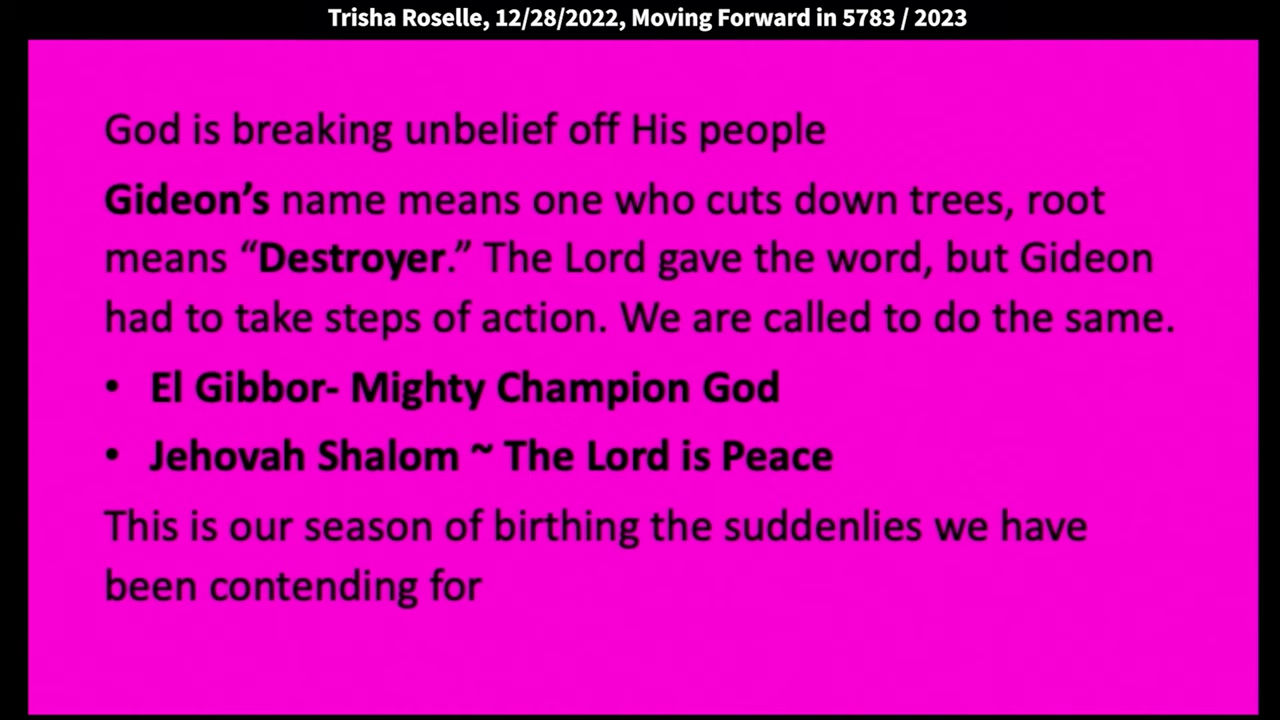 Trisha Roselle, 12/28/2022, Moving Forward in 5783 / 2023
God is breaking unbelief off His people
Gideon’s name means one who cuts down trees, root
means “Destroyer.” The Lord gave the word, but Gideon
had to take steps of action. We are called to do the same.
• El Gibbor- Mighty Champion God
• Jehovah Shalom ~ The Lord is Peace
This is our season of birthing the suddenlies we have
been contending for